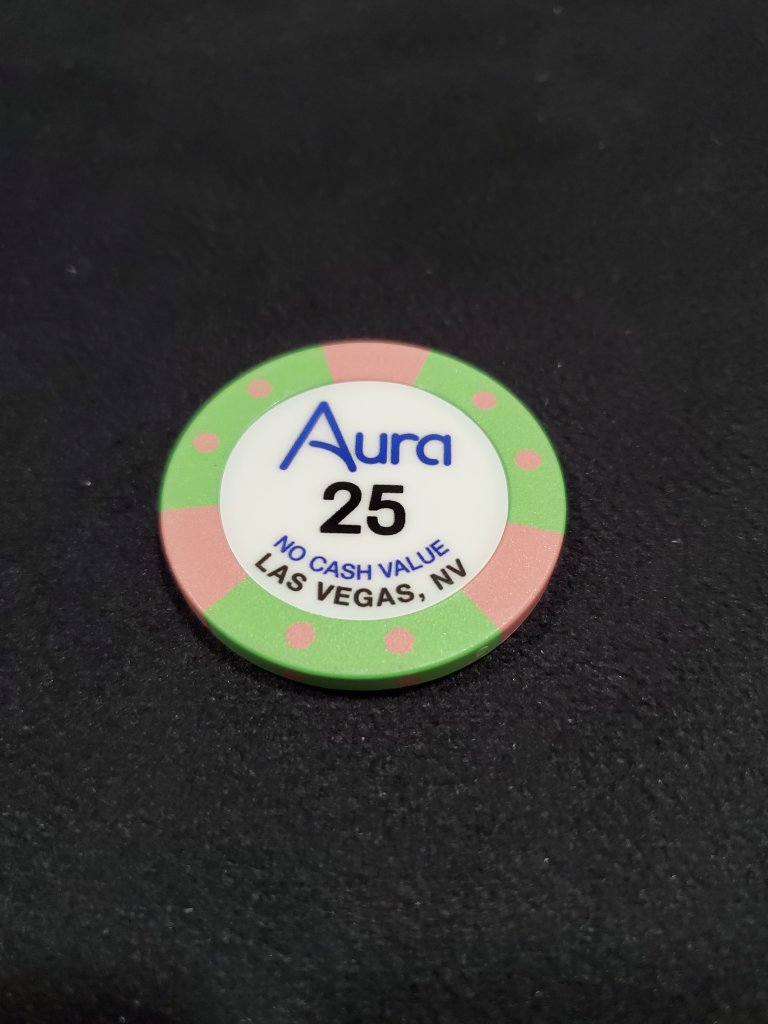 Aura
25
NO CASH VALUE
LAS VEGAS, NV